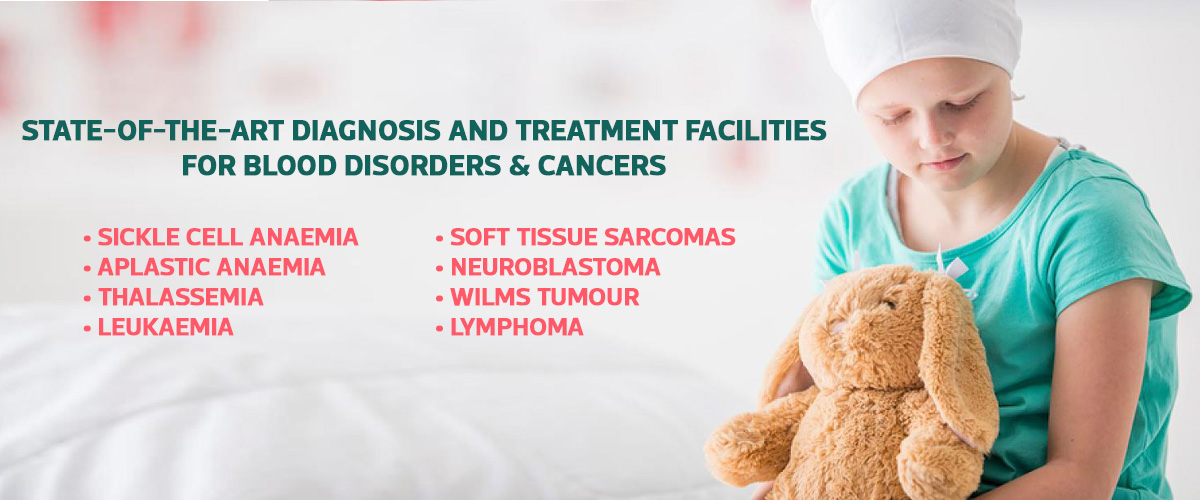 STATE-OF-THE-ART DIAGNOSIS AND TREATMENT FACILITIES
FOR BLOOD DISORDERS & CANCERS
• SICKLE CELL ANAEMIA
• APLASTIC ANAEMIA
• THALASSEMIA
• LEUKAEMIA
• SOFT TISSUE SARCOMAS
• NEUROBLASTOMA
• WILMS TUMOUR
• LYMPHOMA